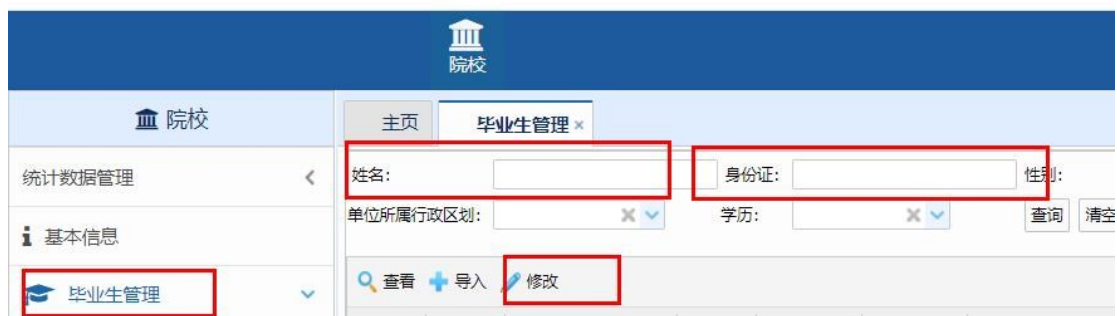 院校
院校
主页 毕业生管理 ×
统计数据管理
姓名: 身份证: 性别:
单位所属行政区划: 学历: 查询 清空
i 基本信息
毕业生管理
查看 导入 修改